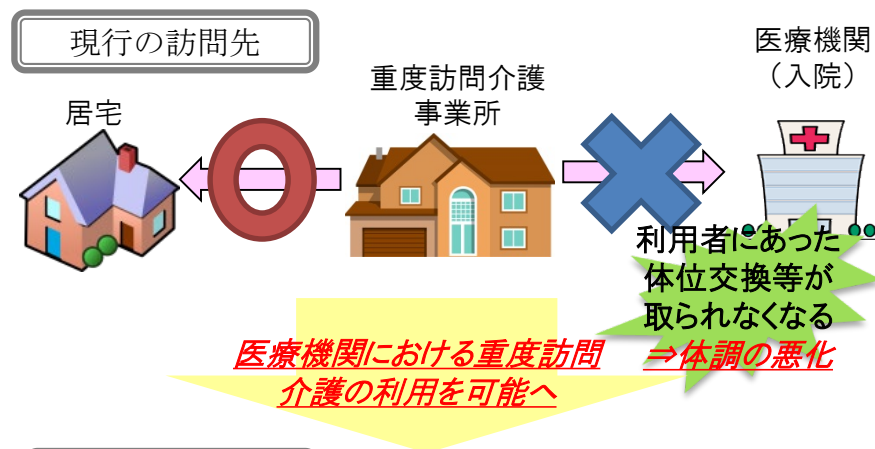 現行の訪問先
医療機関
（入院）
重度訪問介護
事業所
居宅
利用者にあった
体位交換等が
取られなくなる
⇒体調の悪化
医療機関における重度訪問
介護の利用を可能へ